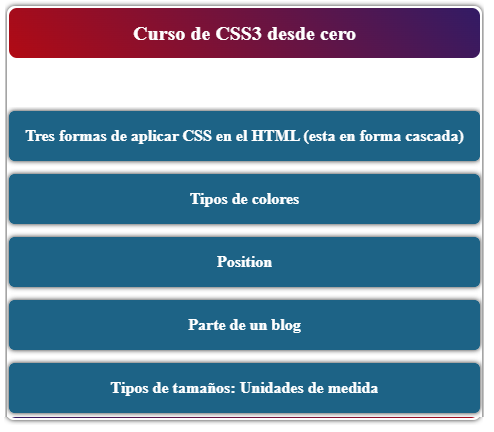 Curso de CSS3 desde cero
Tres formas de aplicar CSS en el HTML (esta en forma cascada)
Tipos de colores
Position
Parte de un blog
Tipos de tamaños: Unidades de medida